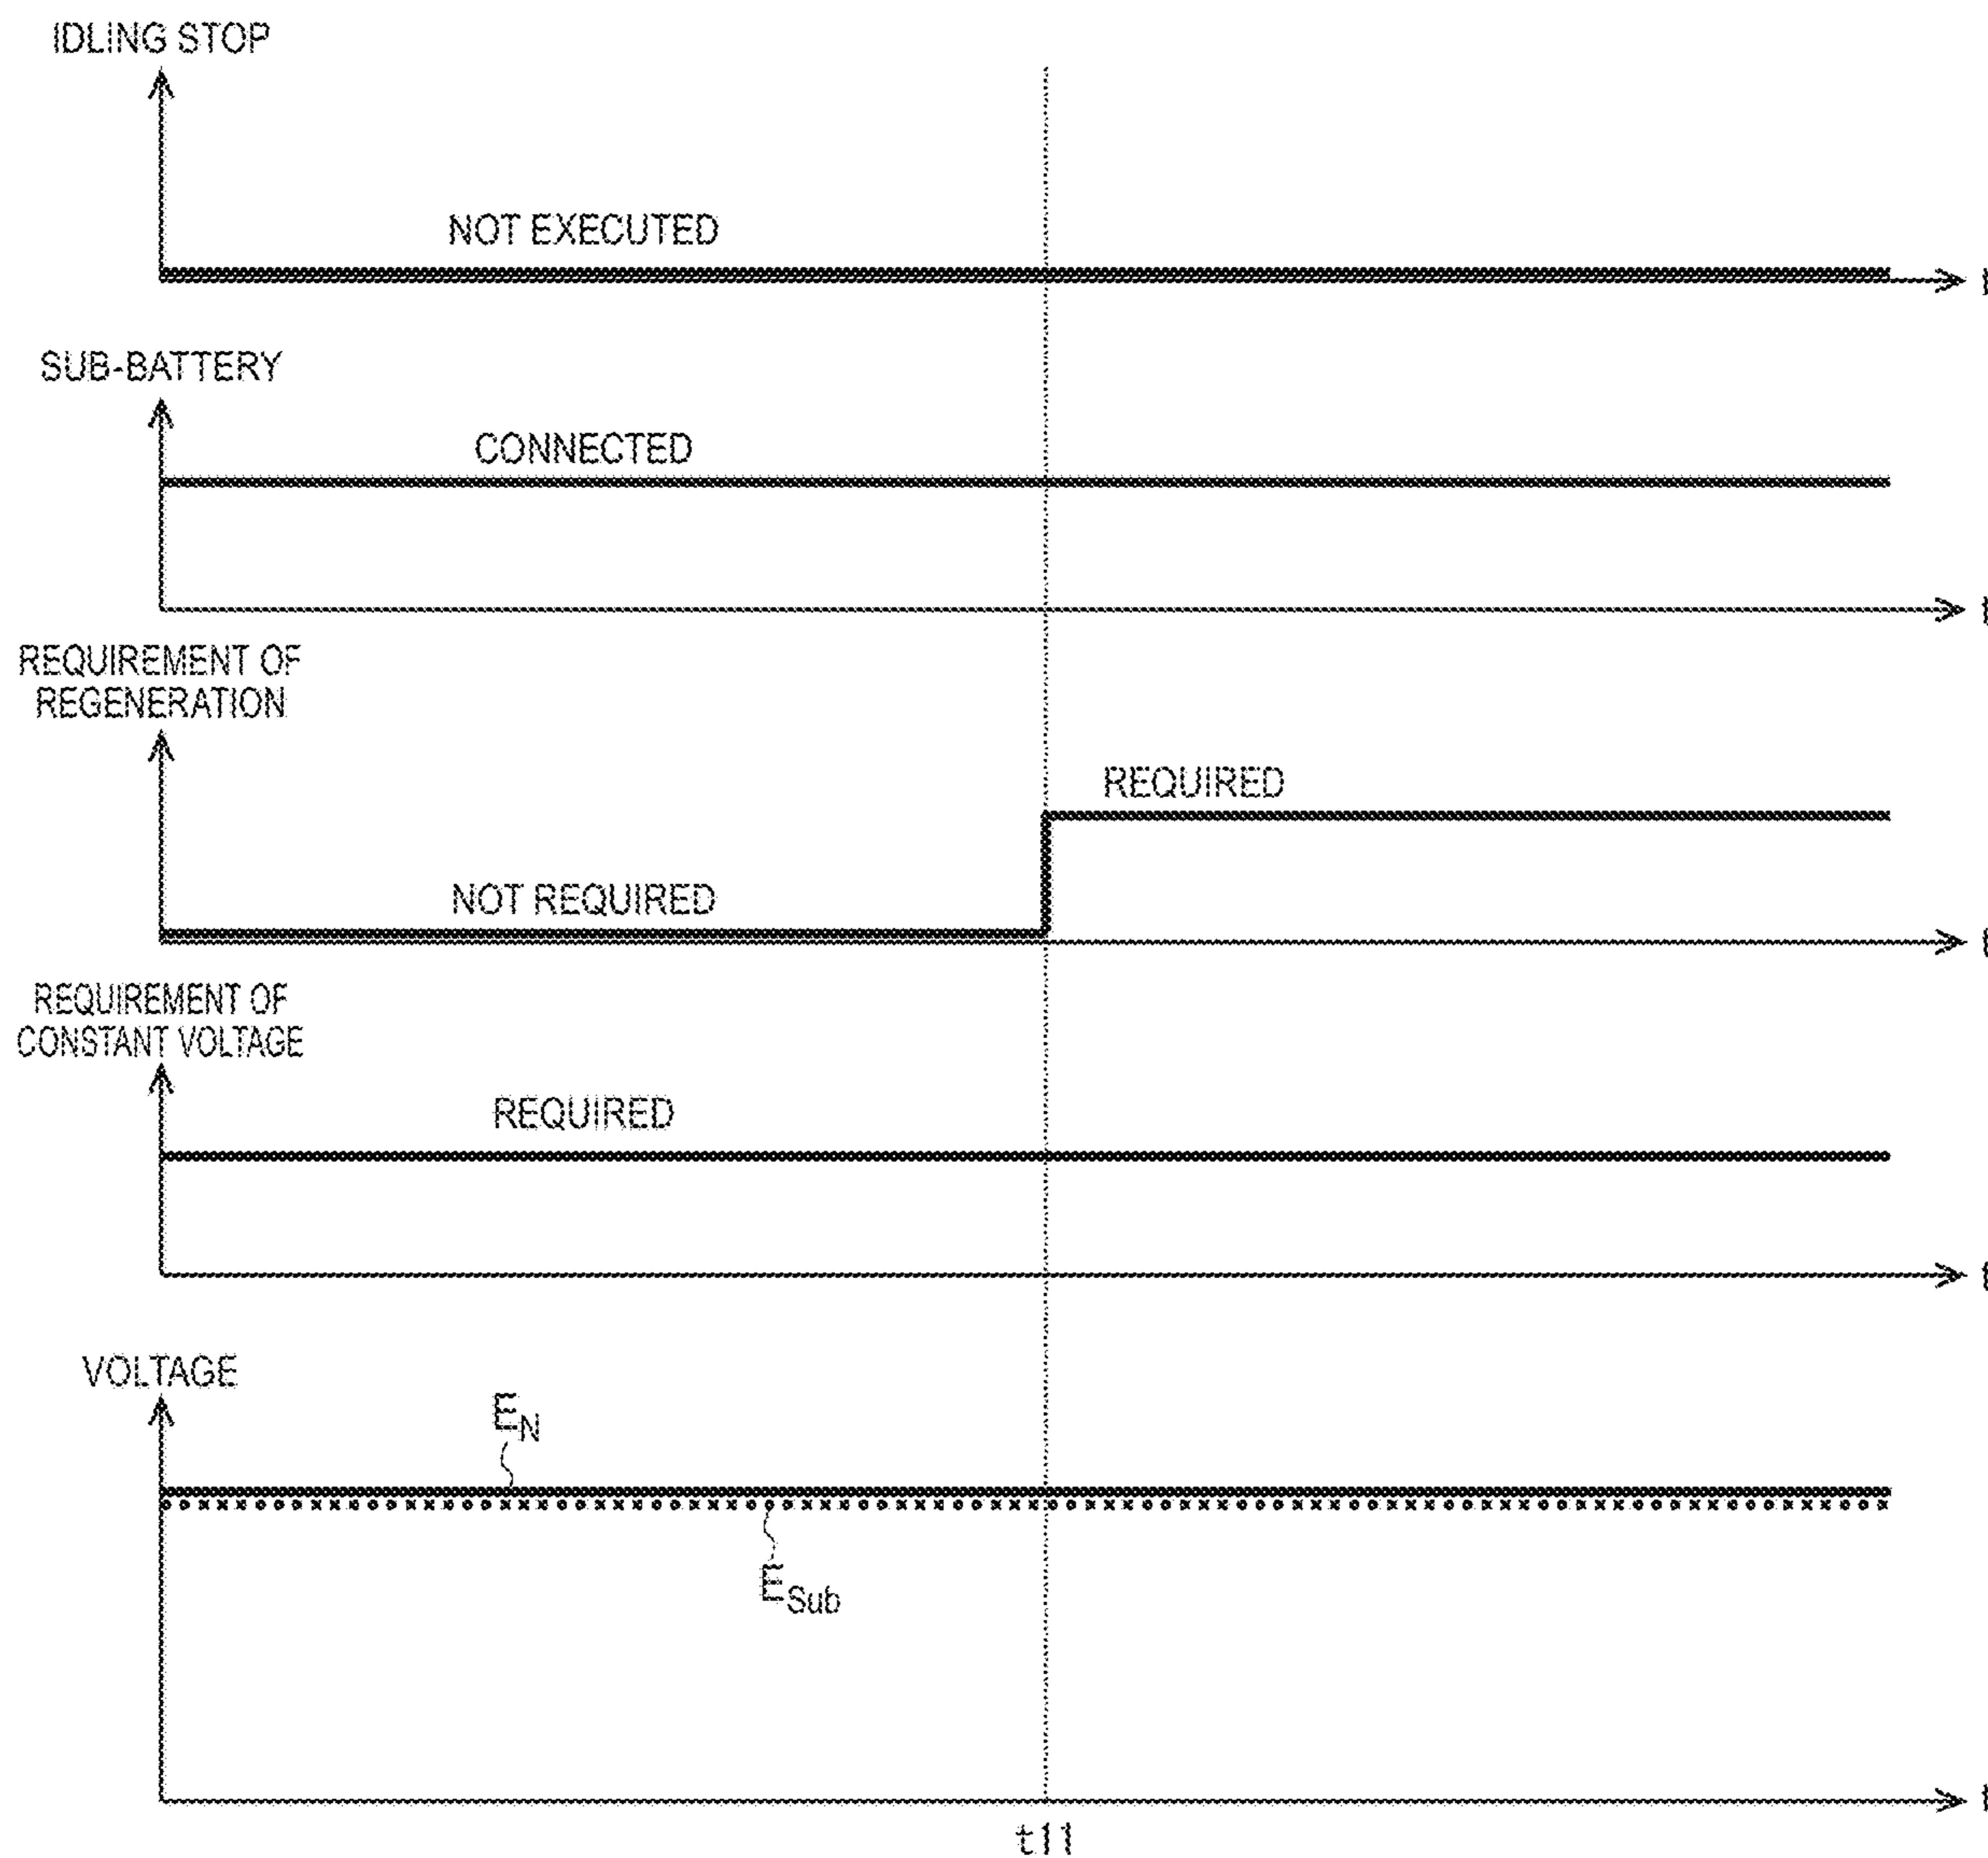 IDLING STOP
NOT EXECUTED
t
SUB-BATTERY
CONNECTED
t
REQUIREMENT OF
REGENERATION
REQUIRED
NOT REQUIRED
t
REQUIREMENT OF
CONSTANT VOLTAGE
REQUIRED
t
VOLTAGE
EN
ESub
t
t11